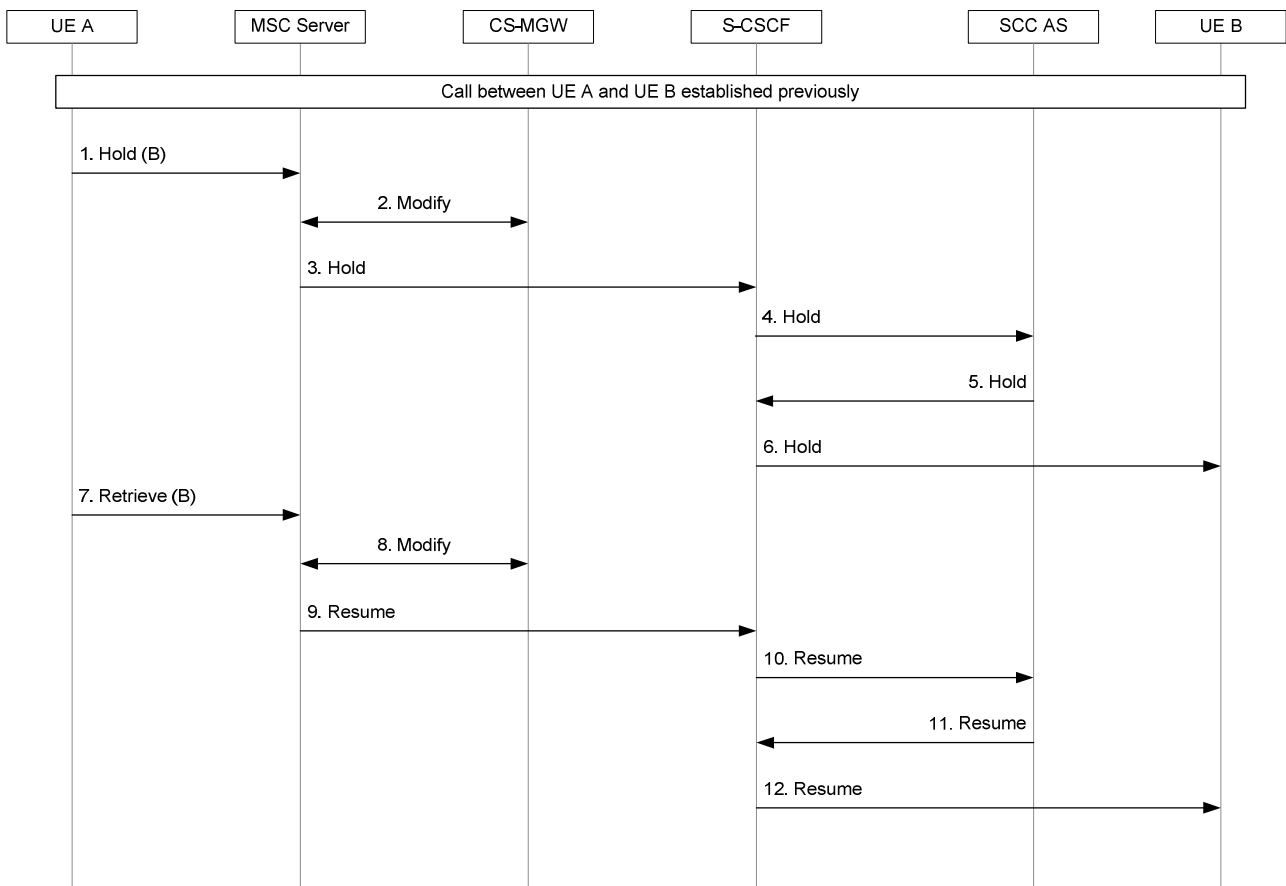 UE A
MSC Server
CS-MGW
S-CSCF
SCC AS
UE B
Call between UE A and UE B established previously
1. Hold (B)
2. Modify
3. Hold
4. Hold
5. Hold
6. Hold
7. Retrieve (B)
8. Modify
9. Resume
10. Resume
11. Resume
12. Resume